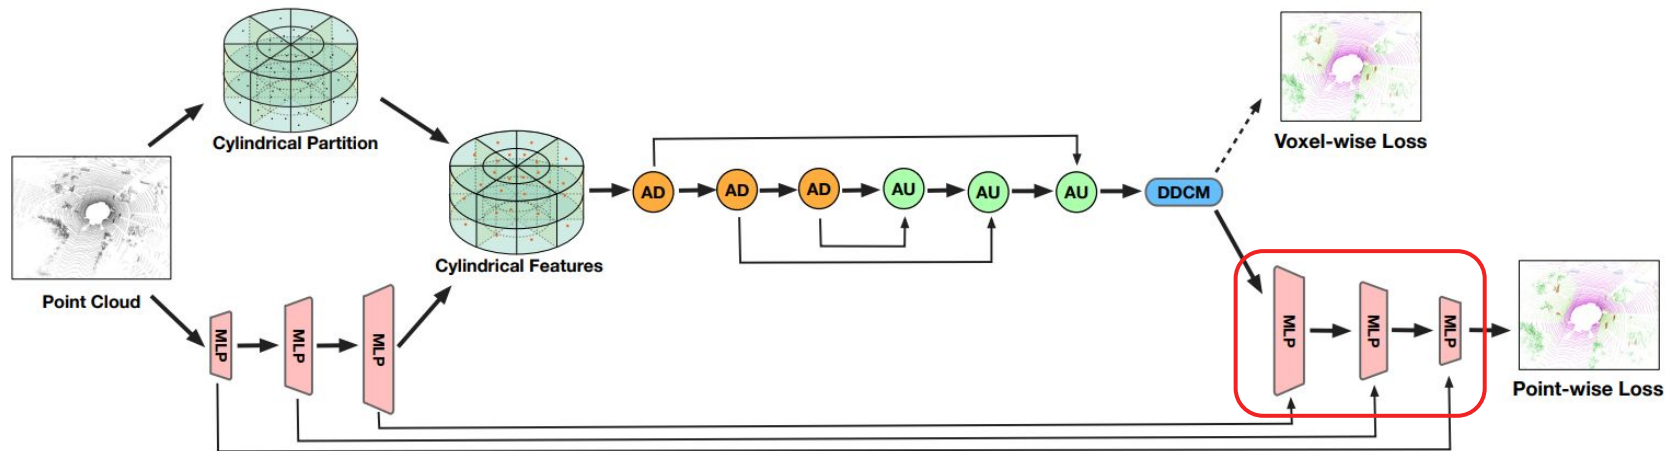 Cylindrical Partition
Voxel-wise Loss
AD
AD
AD
AU
AU
AU
DDCM
Cylindrical Features
Point Cloud
MLP
MLP
MLP
MLP
MLP
MLP
Point-wise Loss